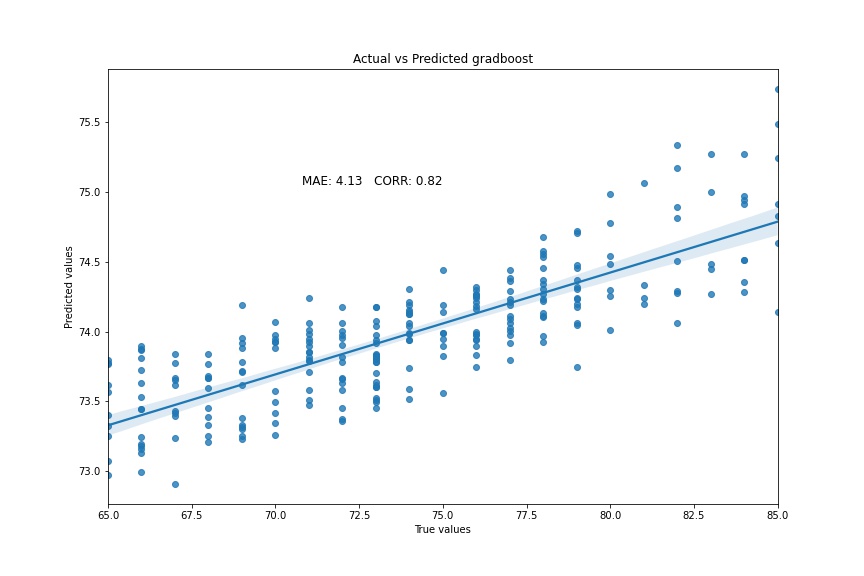 Actual vs Predicted gradboost
75.5
75.0
74.5
74.0
73.5
73.0
Predicted values
MAE: 4.13   CORR: 0.82
65.0 67.5 70.0 72.5 75.0 77.5 80.0 82.5 85.0
True values